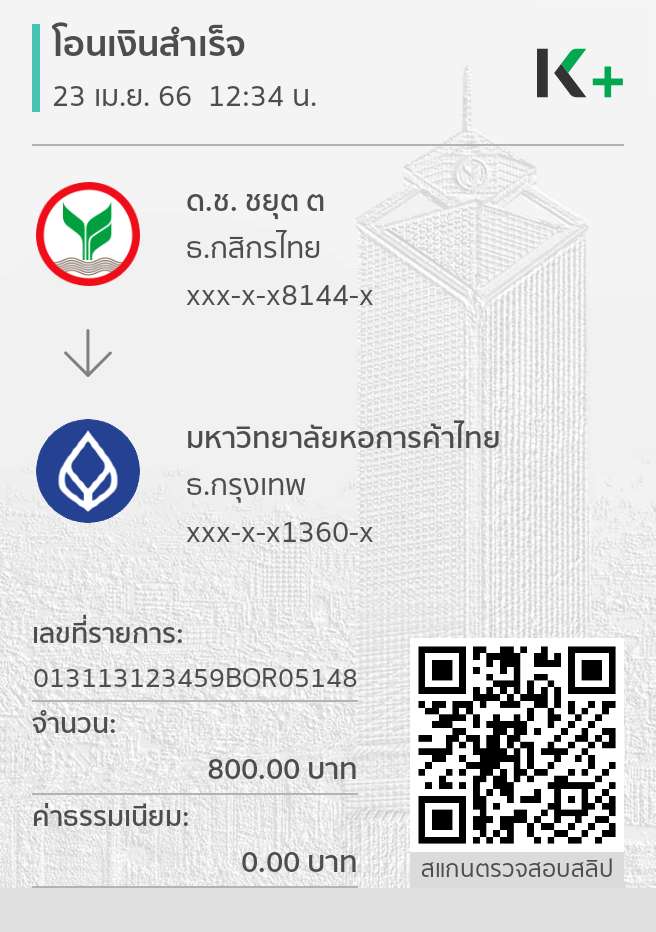 โอนเงินสำเร็จ
23 เม.ย. 66 12:34 น.
K+
ด.ช. ชยุต ต
ธ.กสิกรไทย
xxx-x-x8144-x
มหาวิทยาลัยหอการค้าไทย
ธ.กรุงเทพ
xxx-x-x1360-x
เลขที่รายการ:
013113123459BOR05148
จำนวน:
800.00 บาท
ค่าธรรมเนียม:
0.00 บาท
สแกนตรวจสอบสลิป